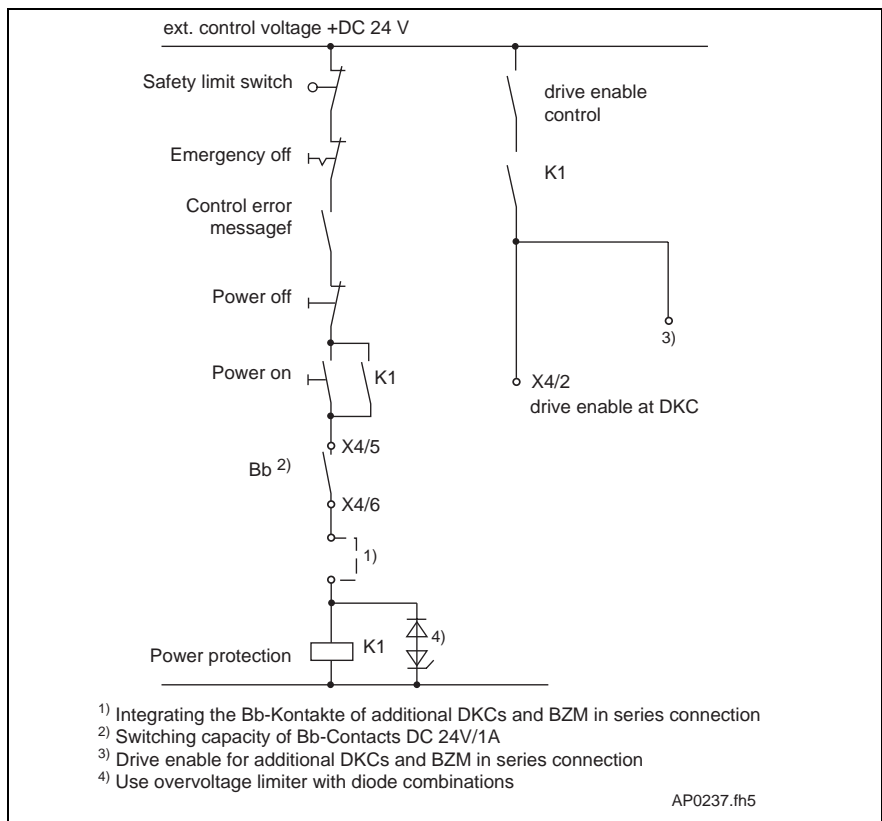 ext. control voltage +DC 24 V
Safety limit switch
drive enable
control
Emergency off
K1
Control error
messagef
Power off
3)
Power on
K1
X4/2
drive enable at DKC
X4/5
Bb 2)
X4/6
1)
4)
Power protection
K1
1) Integrating the Bb-Kontakte of additional DKCs and BZM in series connection
2) Switching capacity of Bb-Contacts DC 24V/1A
3) Drive enable for additional DKCs and BZM in series connection
4) Use overvoltage limiter with diode combinations
AP0237.fh5